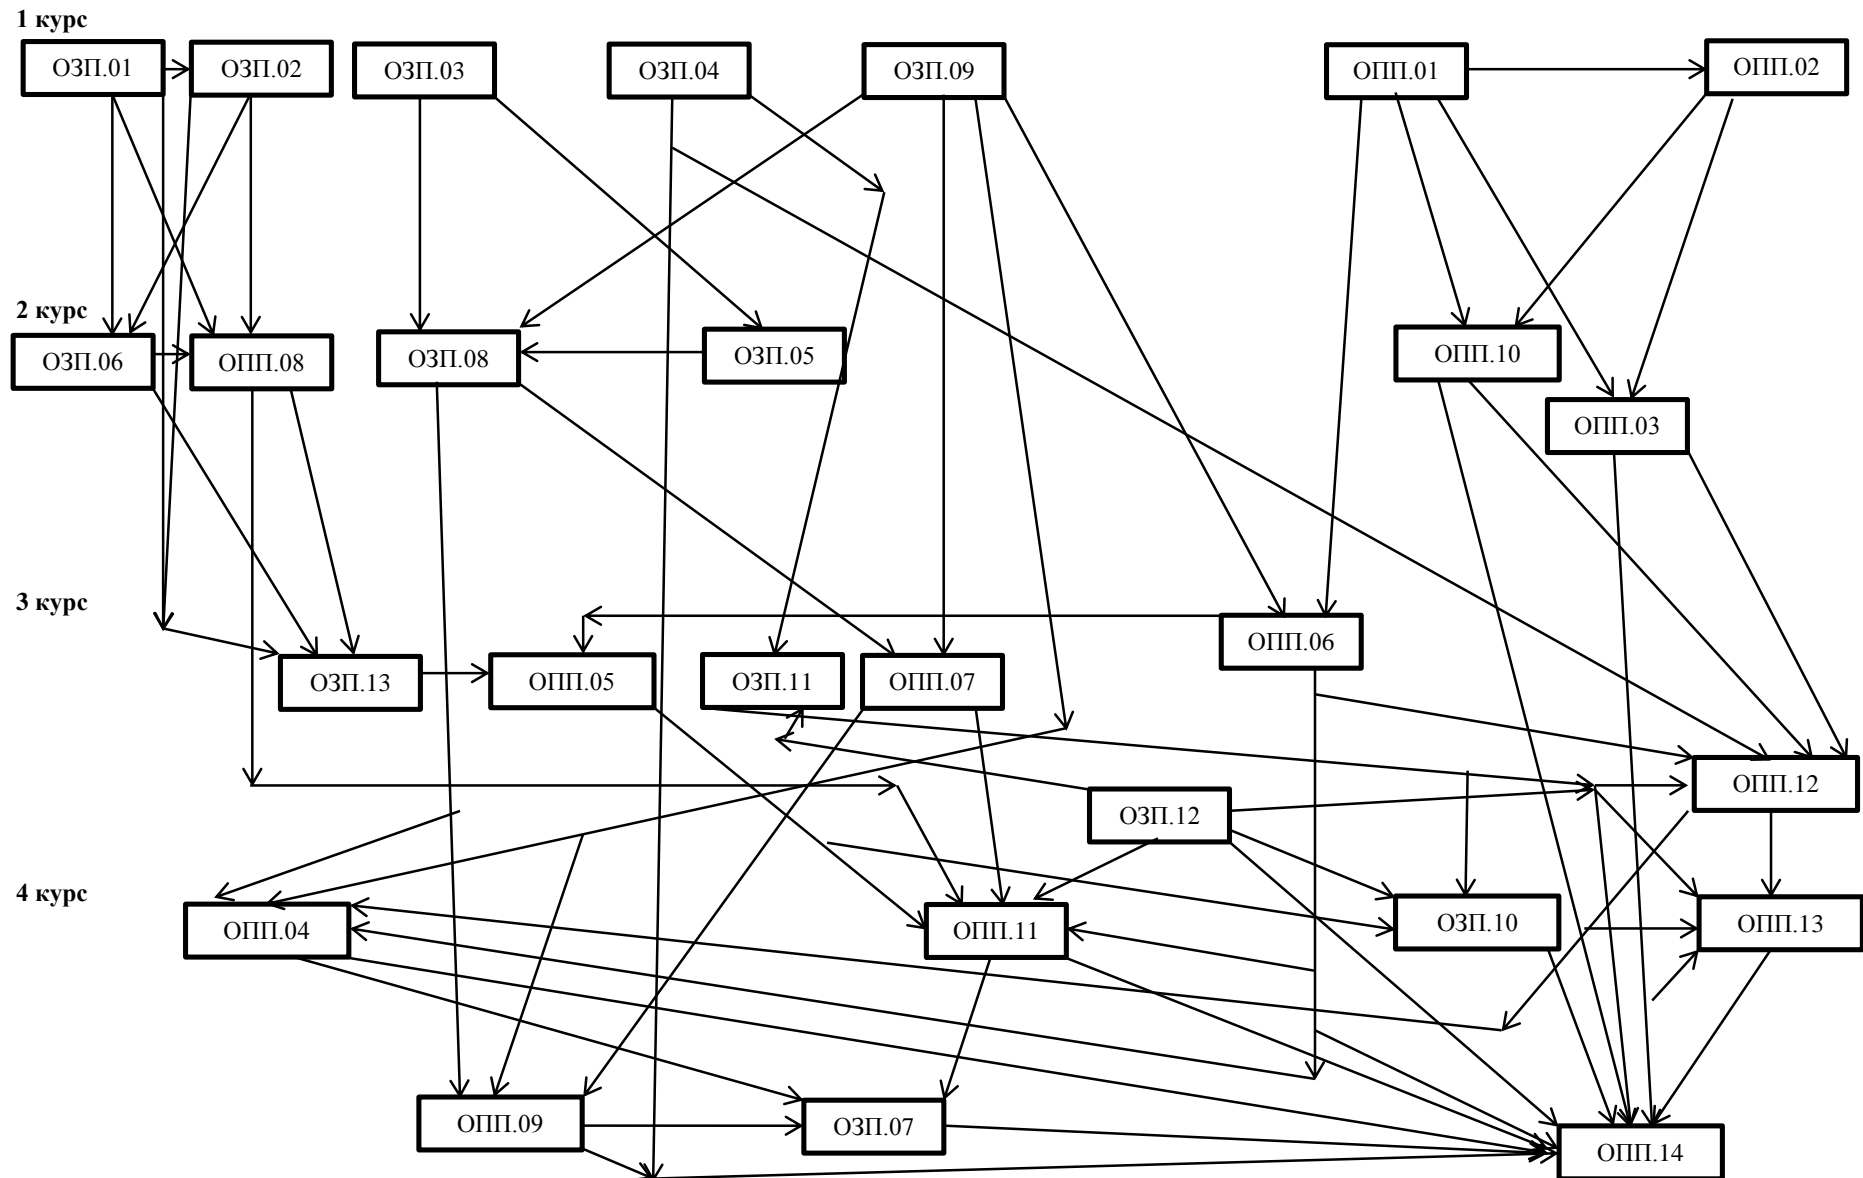 1 курс
ОЗП.01 ОЗП.02 ОЗП.03 ОЗП.04 ОЗП.09 ОПП.01 ОПП.02
2 курс
ОЗП.06 ОПП.08 ОЗП.08 ОЗП.05 ОПП.10
ОПП.03
3 курс
ОПП.06
ОЗП.13 ОПП.05 ОЗП.11 ОПП.07
ОПП.12
ОЗП.12
4 курс
ОПП.04 ОПП.11 ОЗП.10 ОПП.13
ОПП.09 ОЗП.07
ОПП.14